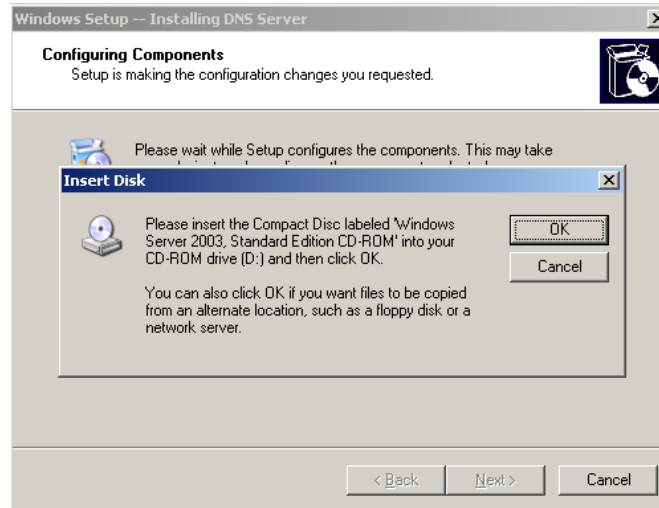 Windows Setup -- Installing DNS Server
Configuring Components
Setup is making the configuration changes you requested.
Please wait while Setup configures the components. This may take
Insert Disk
Please insert the Compact Disc labeled 'Windows
Server 2003, Standard Edition CD-ROM' into your
CD-ROM drive (D:) and then click OK.
You can also click OK if you want files to be copied
from an alternate location, such as a floppy disk or a
network server.
OK
Cancel
< Back
Next >
Cancel